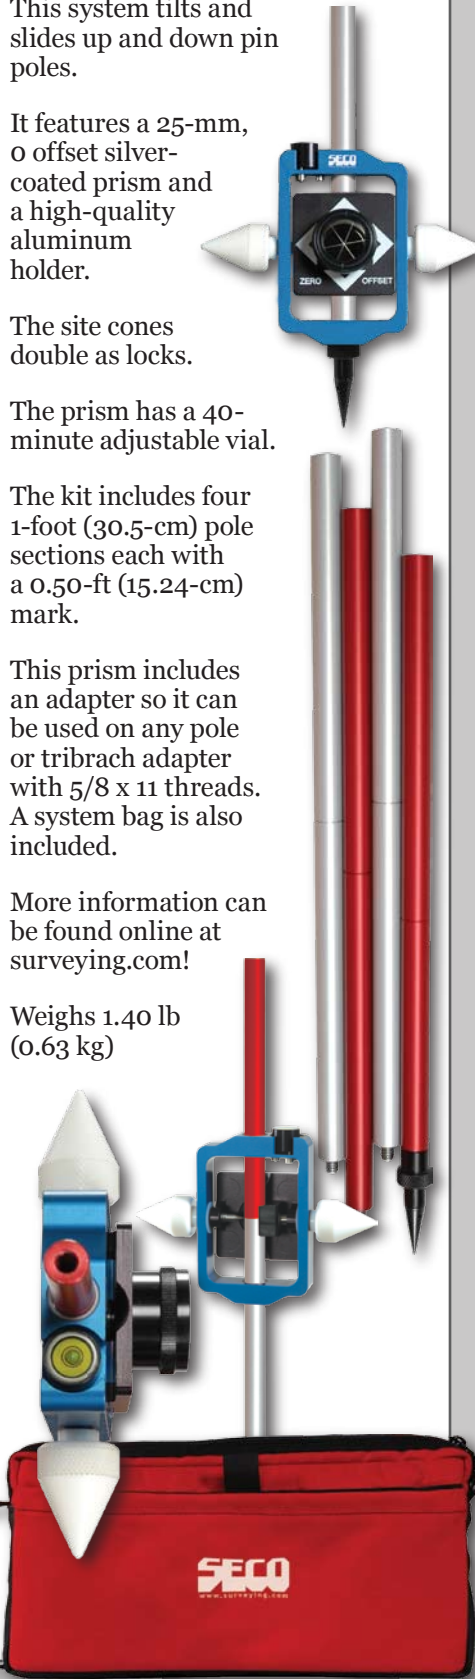 This system tilts and
slides up and down pin
poles.
It features a 25-mm,
0 offset silver-
coated prism and
a high-quality
aluminum
holder.
The site cones
double as locks.
The prism has a 40-
minute adjustable vial.
The kit includes four
1-foot (30.5-cm) pole
sections each with
a 0.50-ft (15.24-cm)
mark.
This prism includes
an adapter so it can
be used on any pole
or tribrach adapter
with 5/8 x 11 threads.
A system bag is also
included.
More information can
be found online at
surveying.com!
Weighs 1.40 lb
(0.63 kg)
SECO
ZERO OFFSET
SECO
www.surveying.com